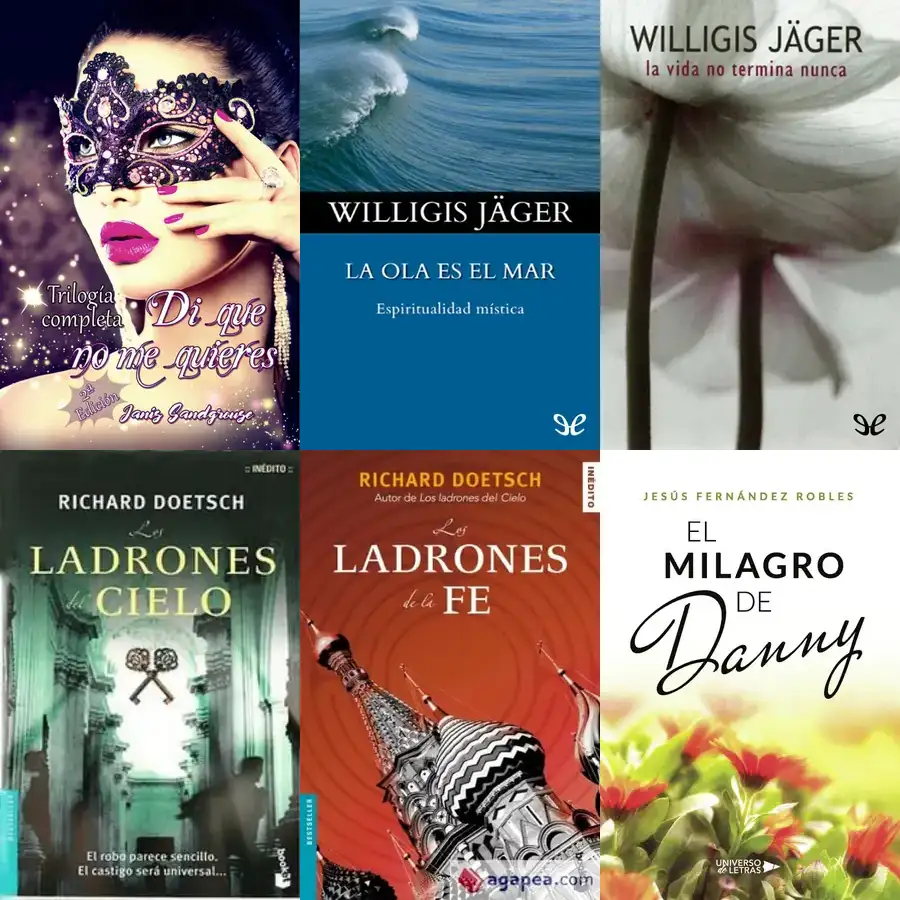 Trilogía
completa
Di que
no me quieres
2ª
Edición
Janis Sandgrouse
WILLIGIS JÄGER
LA OLA ES EL MAR
Espiritualidad mística
WILLIGIS JÄGER
la vida no termina nunca
:: INÉDITO ::
RICHARD DOETSCH
Los
LADRONES
del CIELO
BESTSELLER
El robo parece sencillo.
El castigo será universal...
booket
INÉDITO
RICHARD DOETSCH
Autor de Los ladrones del Cielo
Los
LADRONES
de la FE
BESTSELLER
agapea.com
JESÚS FERNÁNDEZ ROBLES
EL
MILAGRO
DE
Danny
UNIVERSO
de LETRAS